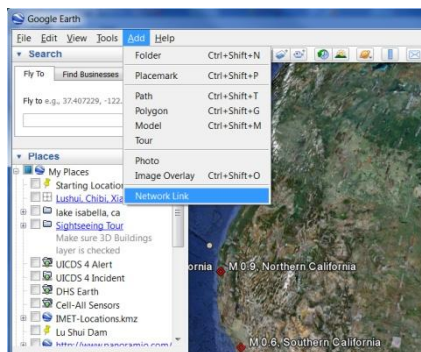 Google Earth
File Edit View Tools Add Help
Search
Fly To Find Businesses
Fly to e.g., 37.407229, -122.
Folder Ctrl+Shift+N
Placemark Ctrl+Shift+P
Path Ctrl+Shift+T
Polygon Ctrl+Shift+G
Model Ctrl+Shift+M
Tour
Photo
Image Overlay Ctrl+Shift+O
Network Link
Places
My Places
Starting Location
Lushui, Chibi, Xia
lake isabella, ca
Sightseeing Tour
Make sure 3D Buildings
layer is checked
UICDS 4 Alert
UICDS 4 Incident
DHS Earth
Cell-All Sensors
IMET-Locations.kmz
Lu Shui Dam
http://www.panoramio.com/
ornia
M 0.9, Northern California
M 0.6, Southern California